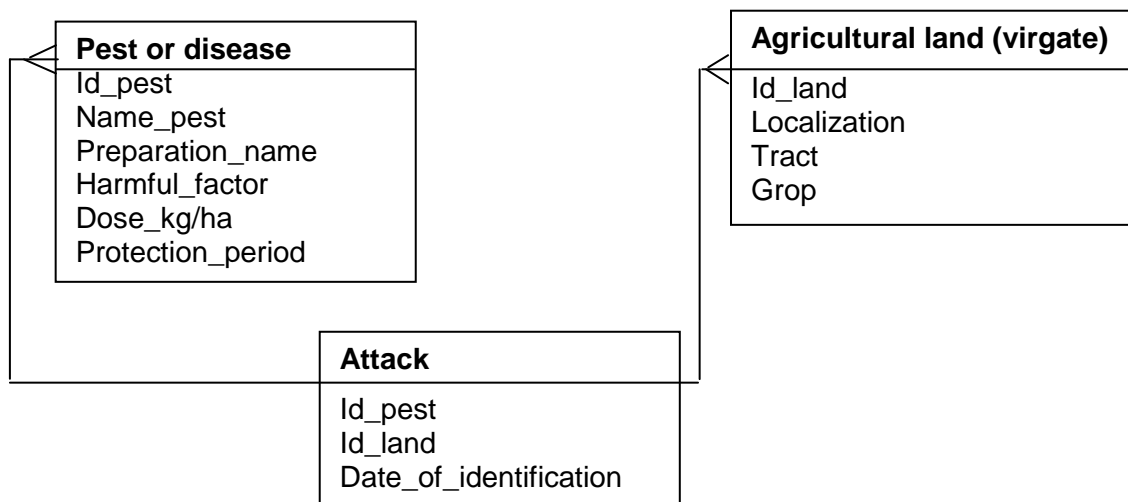 Pest or disease
Id_pest
Name_pest
Preparation_name
Harmful_factor
Dose_kg/ha
Protection_period
Agricultural land (virgate)
Id_land
Localization
Tract
Grop
Attack
Id_pest
Id_land
Date_of_identification